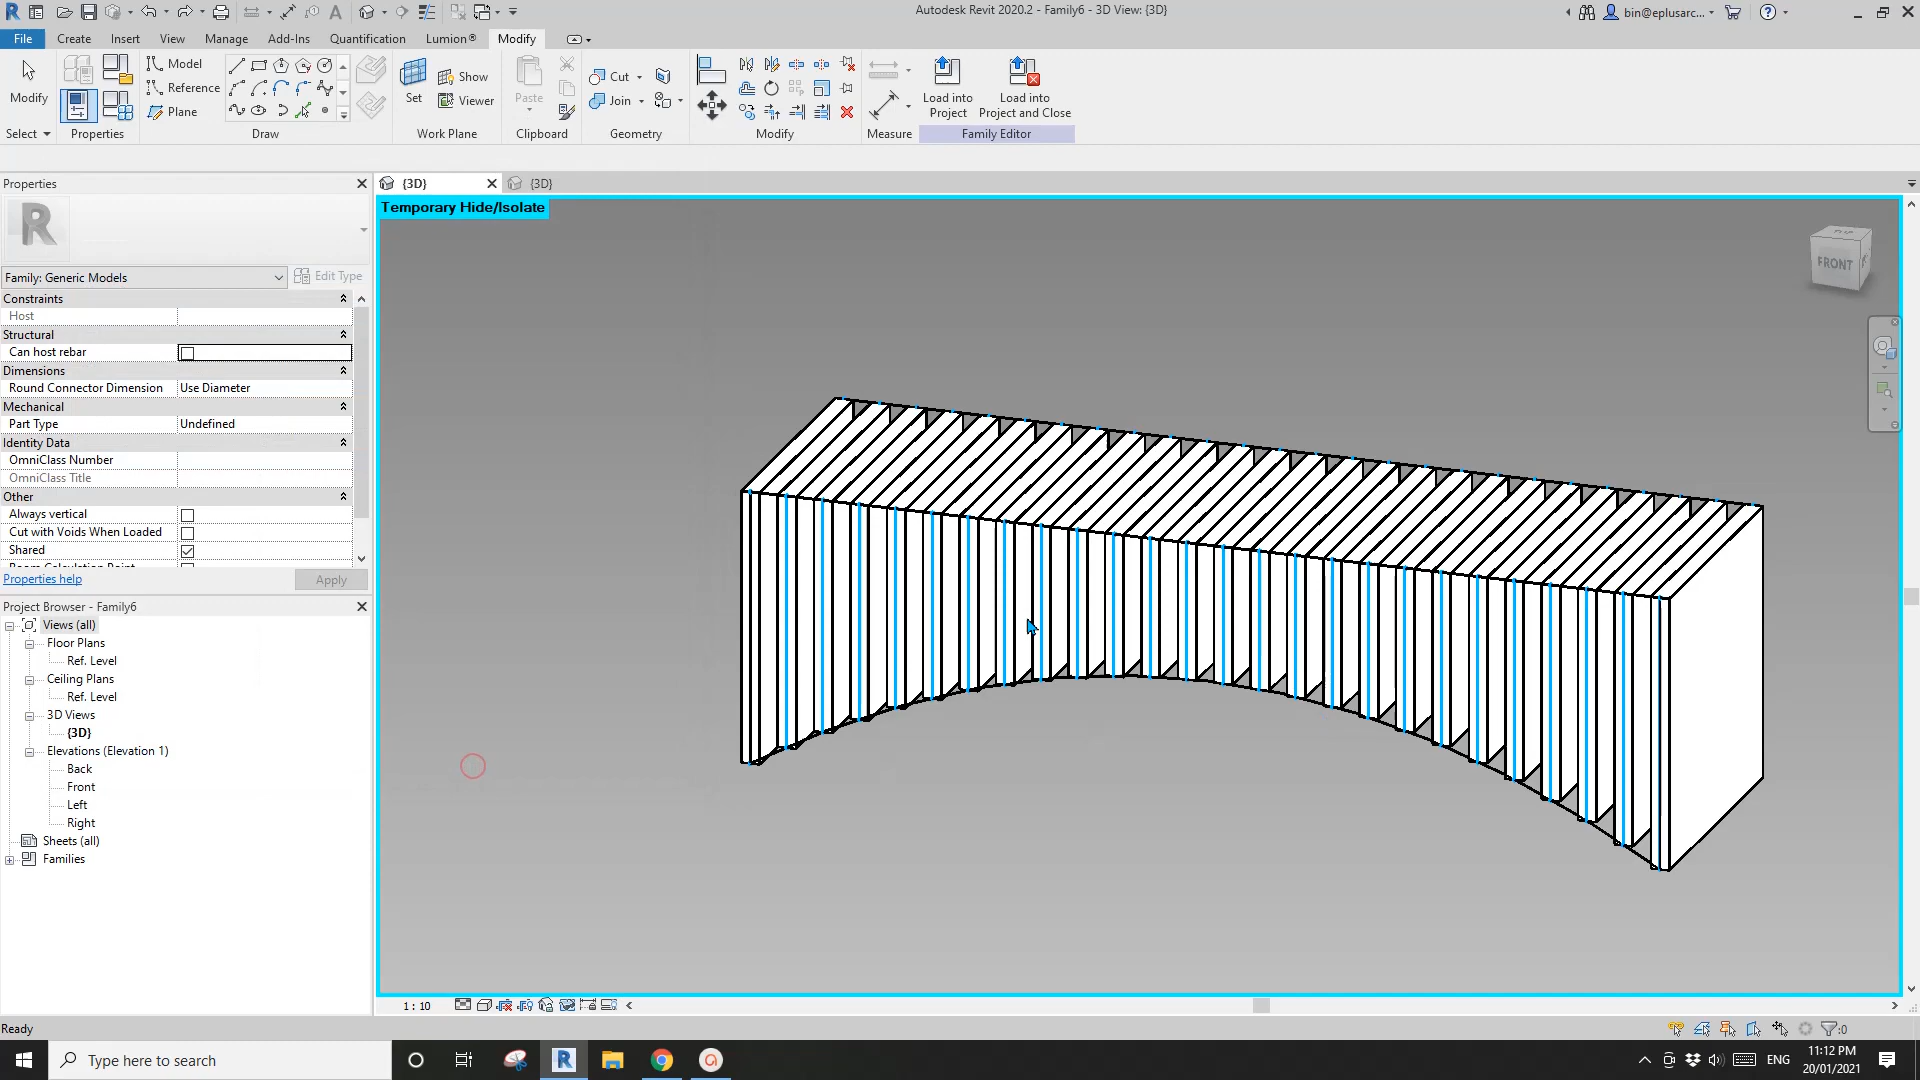 Autodesk Revit 2020.2 - Family6 - 3D View: {3D}
bin@eplusarc...
File Create Insert View Manage Add-Ins Quantification Lumion® Modify
Modify
Select
Properties
Model
Reference
Plane
Draw
Set
Show
Viewer
Work Plane
Paste
Clipboard
Cut
Join
Geometry
Modify
Measure
Load into
Project
Load into
Project and Close
Family Editor
Properties
{3D}
{3D}
Temporary Hide/Isolate
FRONT
R
Family: Generic Models
Edit Type
Constraints
Host
Structural
Can host rebar
Dimensions
Round Connector Dimension Use Diameter
Mechanical
Part Type Undefined
Identity Data
OmniClass Number
OmniClass Title
Other
Always vertical
Cut with Voids When Loaded
Shared
Properties help
Apply
Project Browser - Family6
Views (all)
Floor Plans
Ref. Level
Ceiling Plans
Ref. Level
3D Views
{3D}
Elevations (Elevation 1)
Back
Front
Left
Right
Sheets (all)
Families
1 : 10
Ready
:0
Type here to search
ENG
11:12 PM
20/01/2021